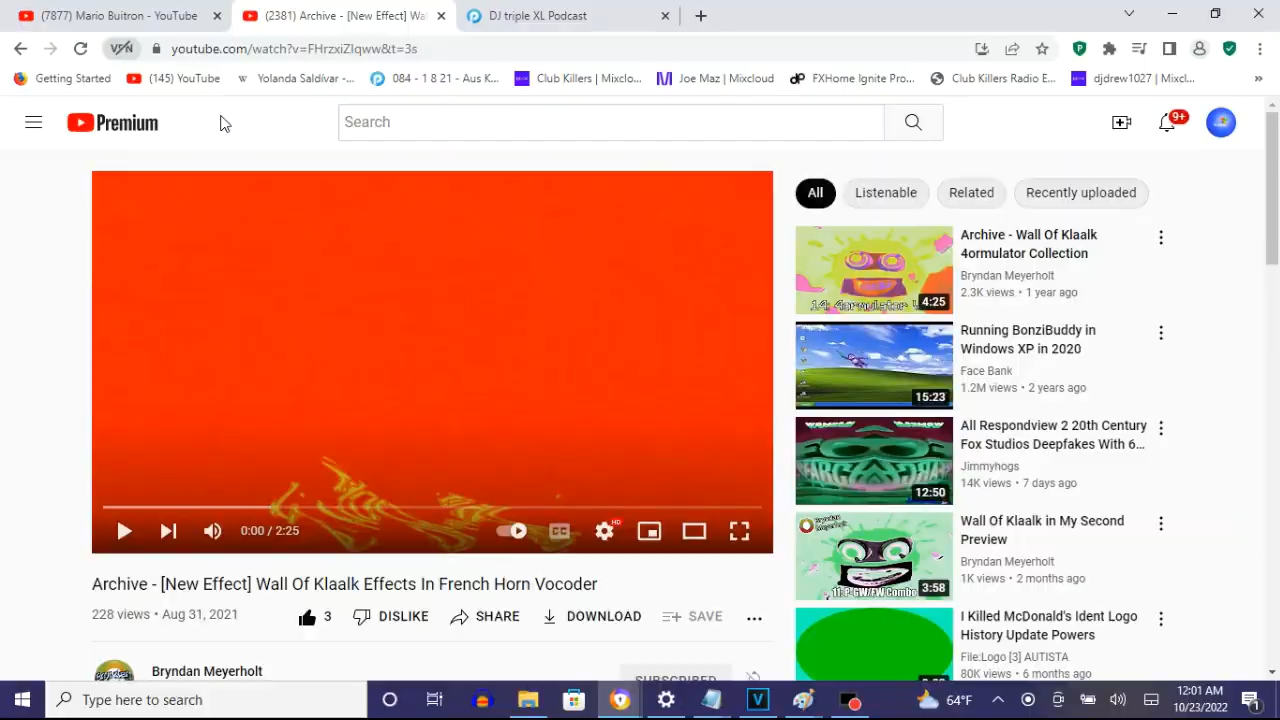 (7877) Mario Buitron - YouTube
(2381) Archive - [New Effect] Wa
DJ triple XL Podcast
VPN
youtube.com/watch?v=FHrzxiZIqww&t=3s
Getting Started
(145) YouTube
Yolanda Saldívar -...
084 - 1 8 21 - Aus K...
Club Killers | Mixclo...
Joe Maz | Mixcloud
FXHome Ignite Pro...
Club Killers Radio E...
djdrew1027 | Mixcl...
Premium
Search
9+
All
Listenable
Related
Recently uploaded
Archive - Wall Of Klaalk
4ormulator Collection
Bryndan Meyerholt
2.3K views • 1 year ago
4:25
Running BonziBuddy in
Windows XP in 2020
Face Bank
1.2M views • 2 years ago
15:23
All Respondview 2 20th Century
Fox Studios Deepfakes With 6...
Jimmyhogs
14K views • 7 days ago
12:50
Wall Of Klaalk in My Second
Preview
Bryndan Meyerholt
1K views • 2 months ago
11:P GW/FW Combo
3:58
I Killed McDonald's Ident Logo
History Update Powers
File:Logo [3] AUTISTA
80K views • 6 months ago
0:00 / 2:25
CC
HD
Archive - [New Effect] Wall Of Klaalk Effects In French Horn Vocoder
228 views • Aug 31, 2021
3
DISLIKE
SHARE
DOWNLOAD
SAVE
Bryndan Meyerholt
SUBSCRIBED
Type here to search
64°F
12:01 AM
10/23/2022
1